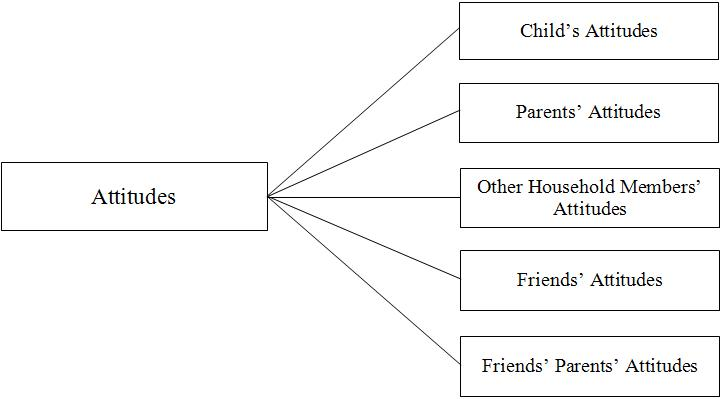 Child’s Attitudes
Parents’ Attitudes
Attitudes
Other Household Members’
Attitudes
Friends’ Attitudes
Friends’ Parents’ Attitudes